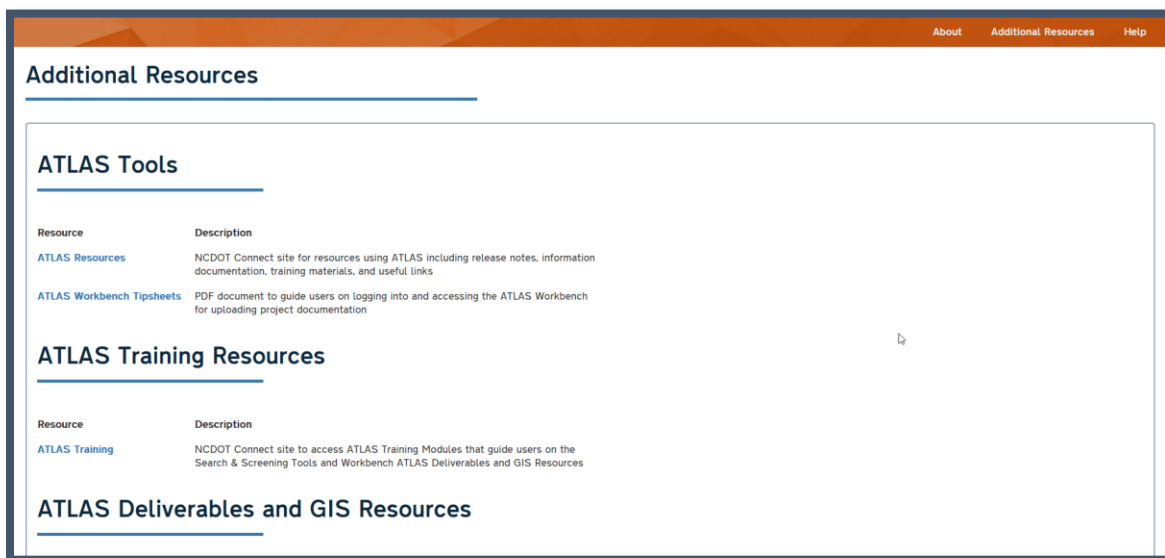 About Additional Resources Help
Additional Resources
ATLAS Tools
Resource Description
ATLAS Resources NCDOT Connect site for resources using ATLAS including release notes, information
documentation, training materials, and useful links
ATLAS Workbench Tipsheets PDF document to guide users on logging into and accessing the ATLAS Workbench
for uploading project documentation
ATLAS Training Resources
Resource Description
ATLAS Training NCDOT Connect site to access ATLAS Training Modules that guide users on the
Search & Screening Tools and Workbench ATLAS Deliverables and GIS Resources
ATLAS Deliverables and GIS Resources